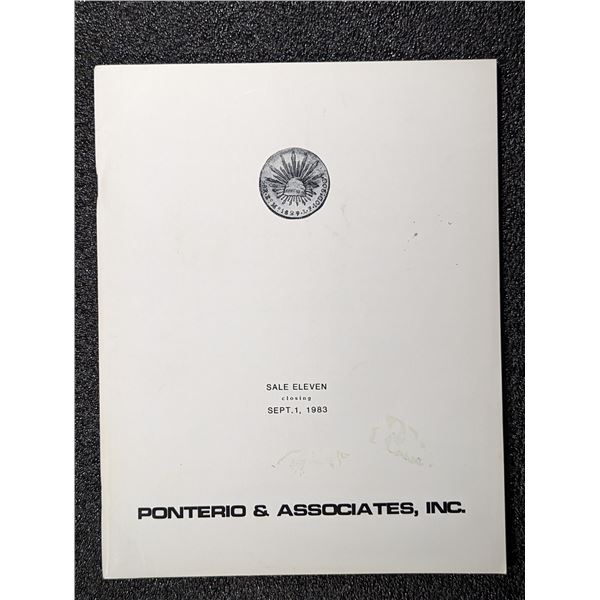 SALE ELEVEN
closing
SEPT.1, 1983
PONTERIO & ASSOCIATES, INC.